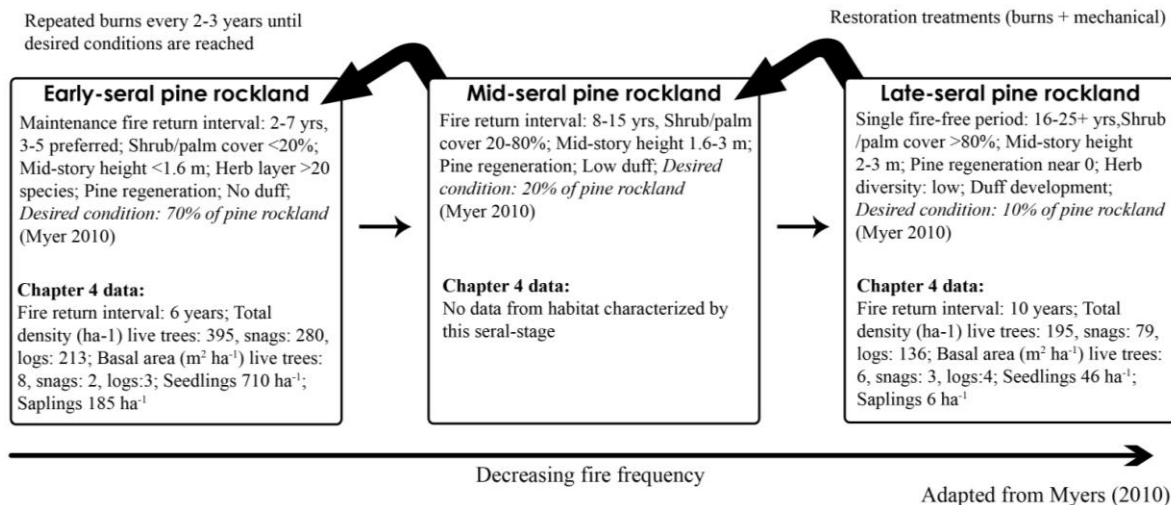 Repeated burns every 2-3 years until
desired conditions are reached
Restoration treatments (burns + mechanical)
Early-seral pine rockland
Maintenance fire return interval: 2-7 yrs,
3-5 preferred; Shrub/palm cover <20%;
Mid-story height <1.6 m; Herb layer >20
species; Pine regeneration; No duff;
Desired condition: 70% of pine rockland
(Myer 2010)
Chapter 4 data:
Fire return interval: 6 years; Total
density (ha-1) live trees: 395, snags: 280,
logs: 213; Basal area (m² ha⁻¹) live trees:
8, snags: 2, logs:3; Seedlings 710 ha⁻¹;
Saplings 185 ha⁻¹
Mid-seral pine rockland
Fire return interval: 8-15 yrs, Shrub/palm
cover 20-80%; Mid-story height 1.6-3 m;
Pine regeneration; Low duff; Desired
condition: 20% of pine rockland
(Myer 2010)
Chapter 4 data:
No data from habitat characterized by
this seral-stage
Late-seral pine rockland
Single fire-free period: 16-25+ yrs,Shrub
/palm cover >80%; Mid-story height
2-3 m; Pine regeneration near 0; Herb
diversity: low; Duff development;
Desired condition: 10% of pine rockland
(Myer 2010)
Chapter 4 data:
Fire return interval: 10 years; Total
density (ha-1) live trees: 195, snags: 79,
logs: 136; Basal area (m² ha⁻¹) live trees:
6, snags: 3, logs:4; Seedlings 46 ha⁻¹;
Saplings 6 ha⁻¹
Decreasing fire frequency
Adapted from Myers (2010)